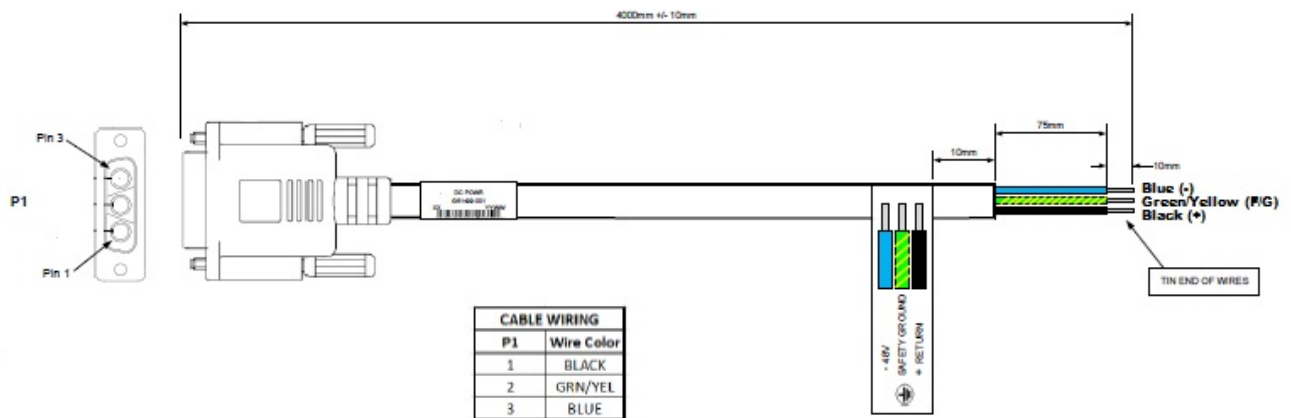 4000mm +/- 10mm
Pin 3
P1
Pin 1
DC POWER
75mm
10mm
10mm
Blue (-)
Green/Yellow (F/G)
Black (+)
TIN END OF WIRES
- 48V
SAFETY GROUND
+ RETURN
CABLE WIRING
P1 Wire Color
1 BLACK
2 GRN/YEL
3 BLUE